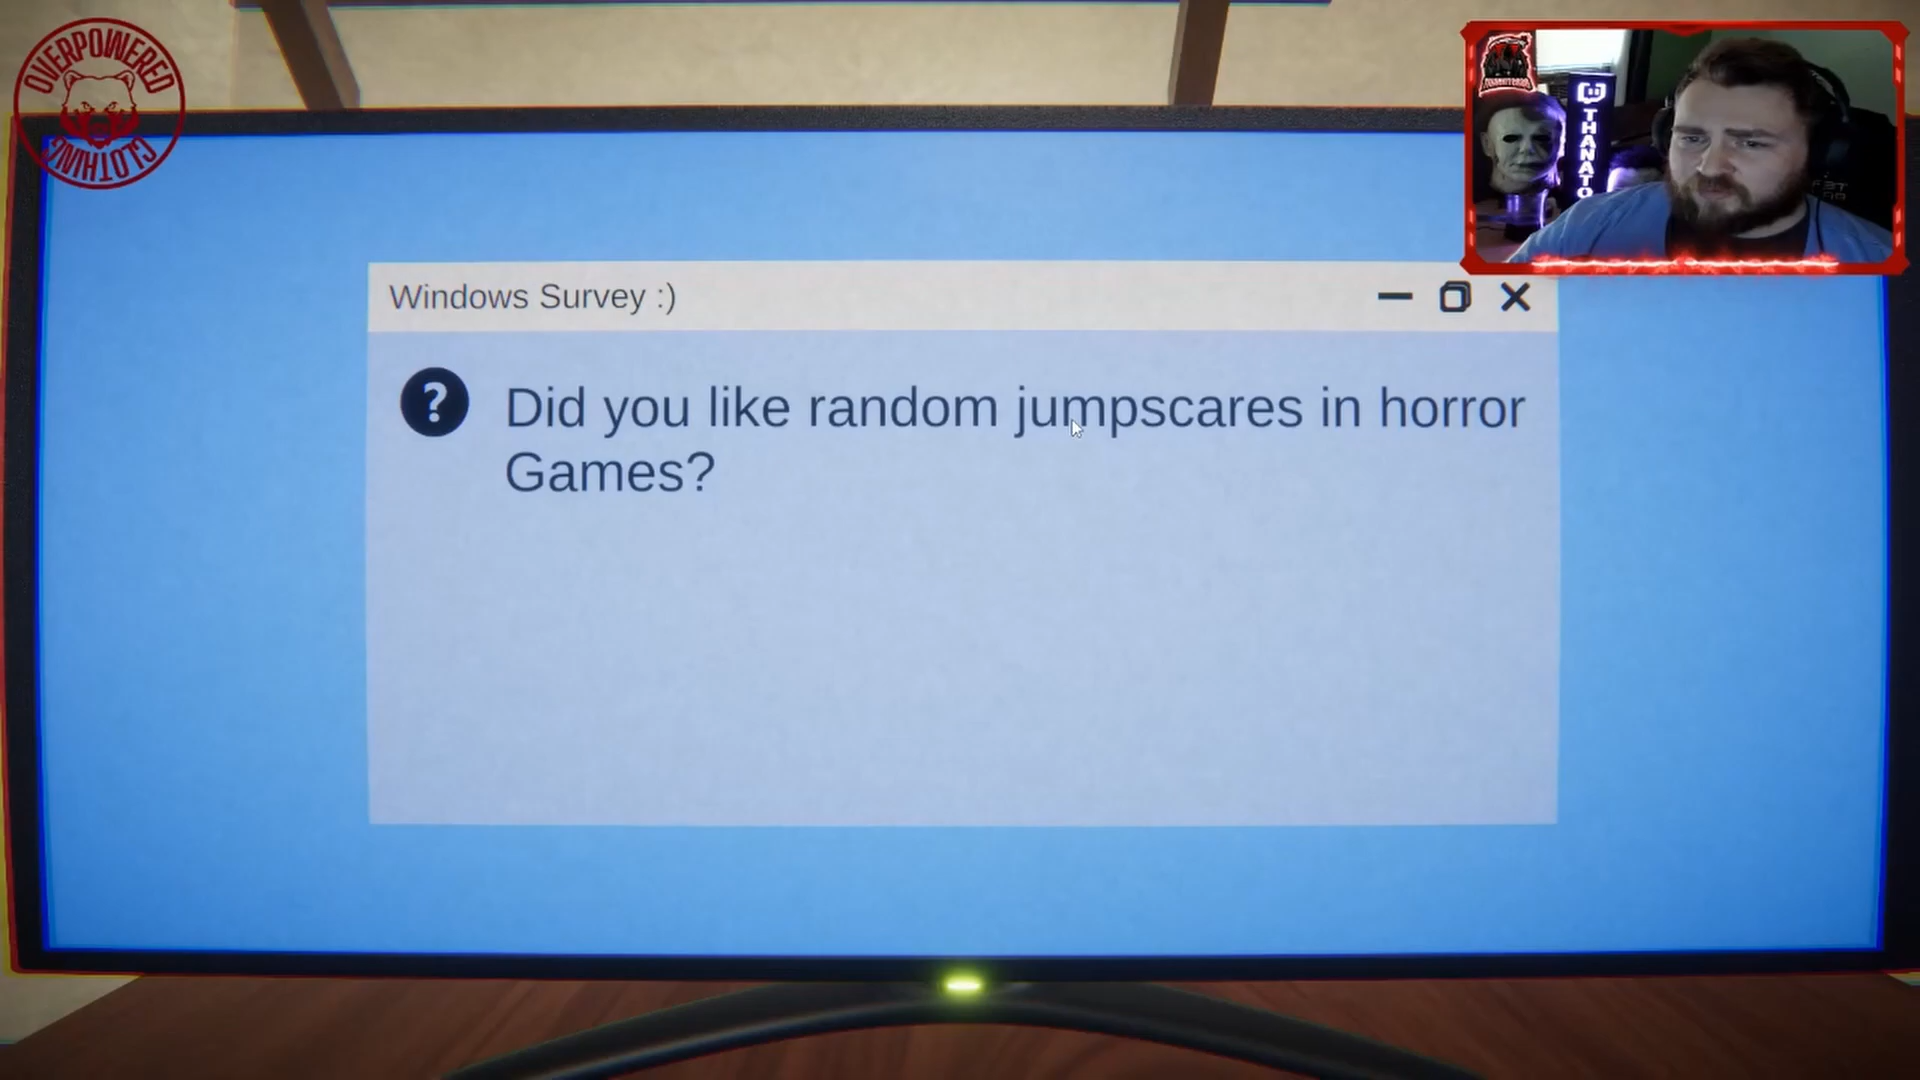 OVERPOWERED
CLOTHING
THANATO
Windows Survey :)
?
Did you like random jumpscares in horror
Games?